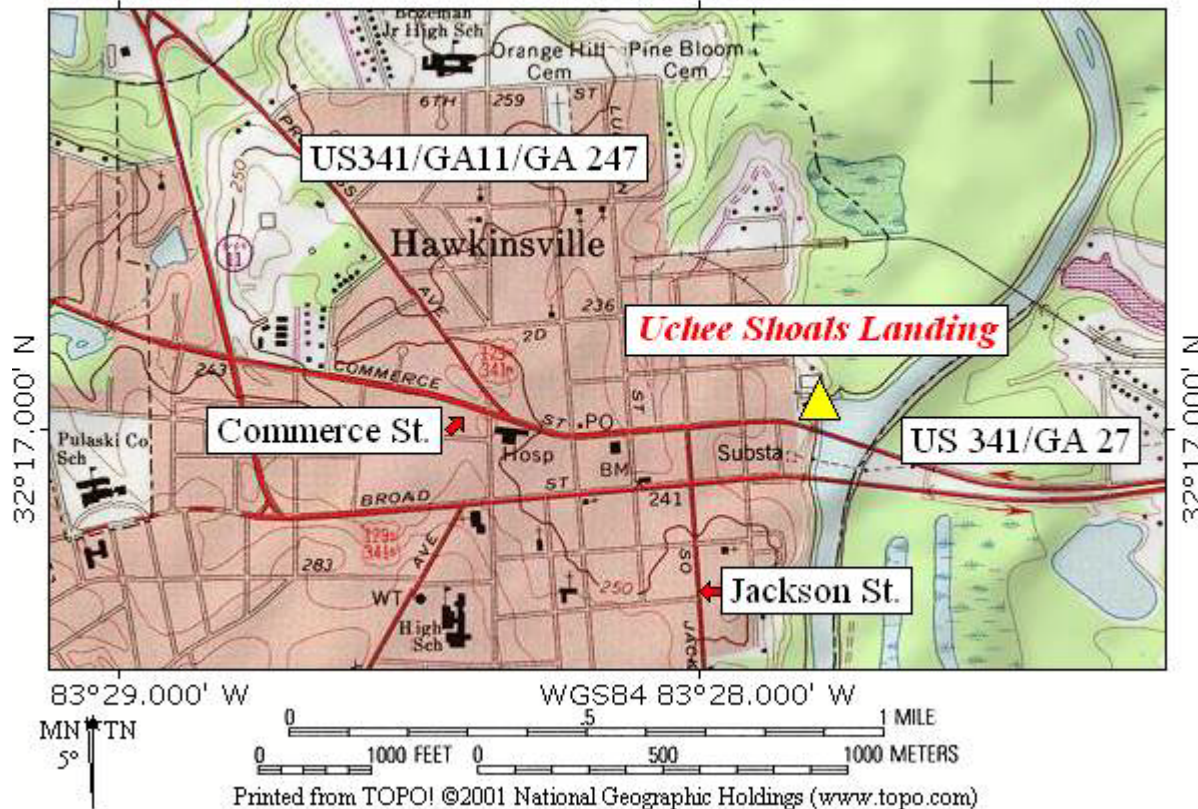 Bozeman
Jr High Sch
Orange Hill
Cem
Pine Bloom
Cem
6TH
259
ST
US341/GA11/GA 247
250
Hawkinsville
AVE
236
2D
Uchee Shoals Landing
243
COMMERCE
ST
PO
ST
Commerce St.
Hosp
BM
Substa
US 341/GA 27
Pulaski Co
Sch
BROAD
ST
241
AVE
283
250
SO
Jackson St.
WT
High
Sch
JACK
32°17.000' N
32°17.000' N
83°29.000' W
WGS84 83°28.000' W
MN
TN
5°
0
.5
1 MILE
0
1000 FEET
0
500
1000 METERS
Printed from TOPO! ©2001 National Geographic Holdings (www.topo.com)